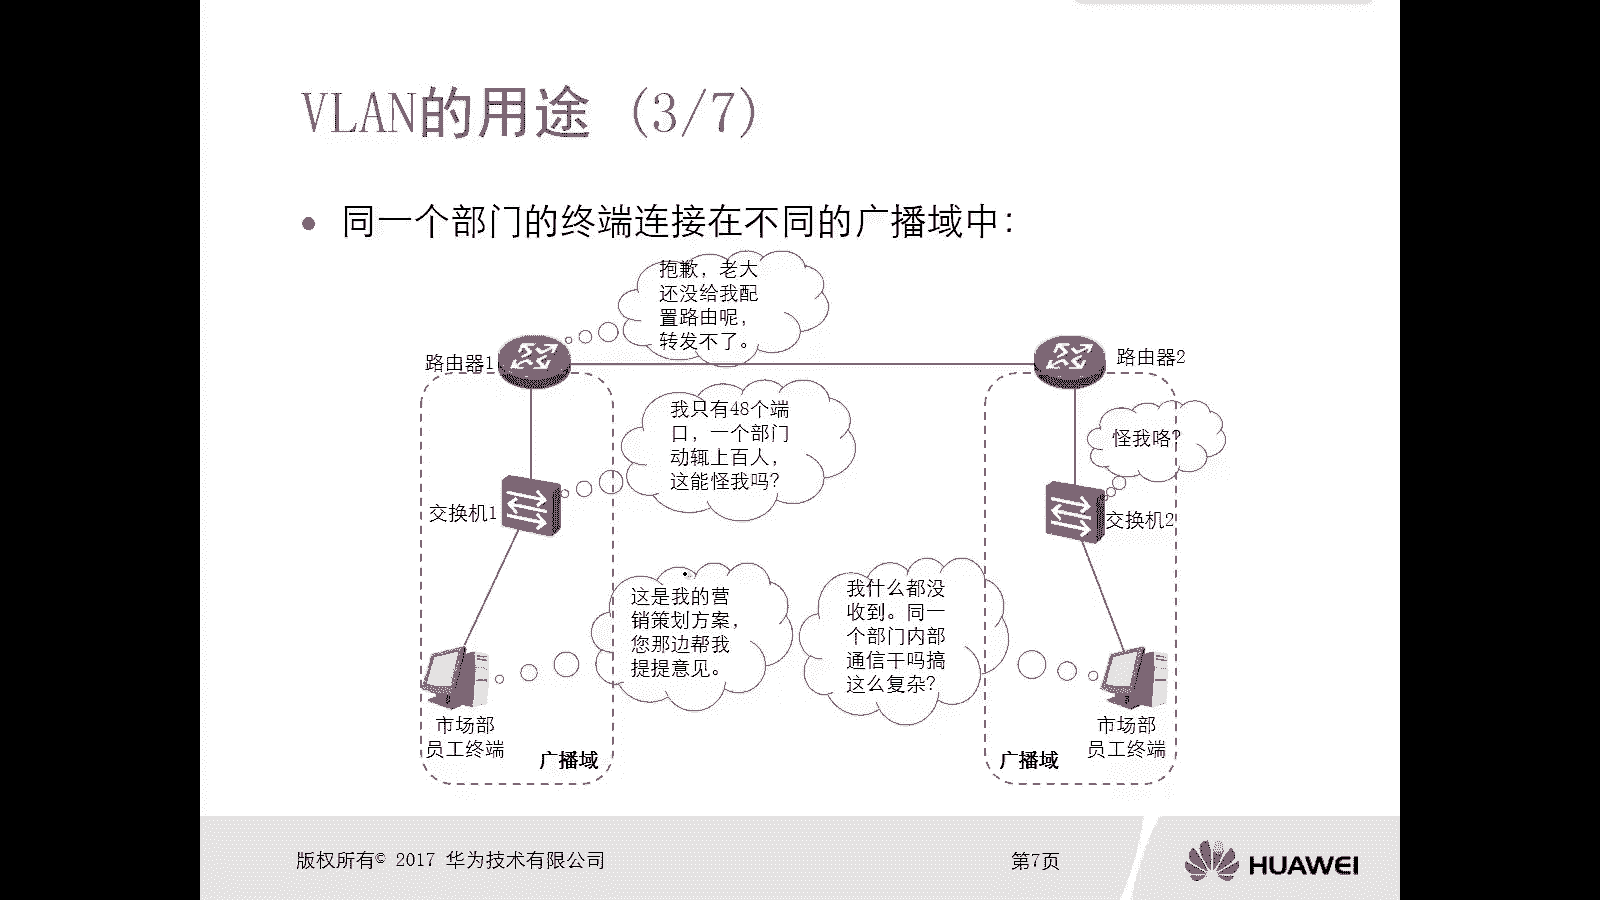 VLAN的用途 (3/7)
• 同一个部门的终端连接在不同的广播域中:
抱歉，老大
还没给我配
置路由呢，
转发不了。
路由器1
路由器2
我只有48个端
口，一个部门
动辄上百人，
这能怪我吗?
怪我咯?
交换机1
交换机2
这是我的营
销策划方案，
您那边帮我
提提意见。
我什么都没
收到。同一
个部门内部
通信干吗搞
这么复杂?
市场部
员工终端
广播域
广播域
市场部
员工终端
版权所有© 2017 华为技术有限公司
第7页
HUAWEI